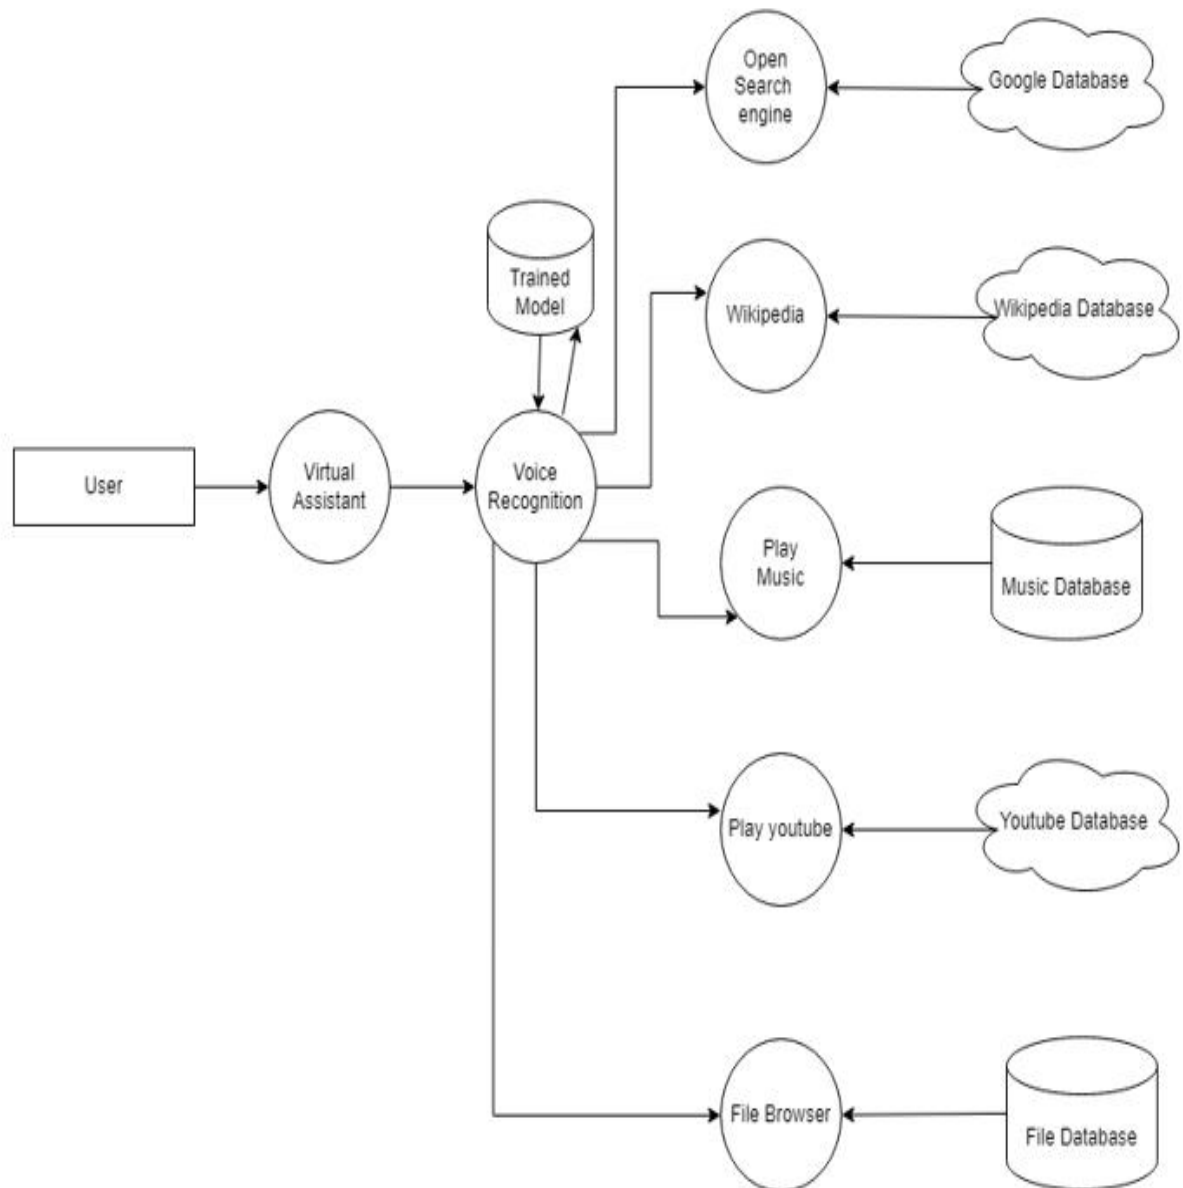 Open
Search
engine
Google Database
Trained
Model
Wikipedia
Wikipedia Database
User
Virtual
Assistant
Voice
Recognition
Play
Music
Music Database
Play youtube
Youtube Database
File Browser
File Database